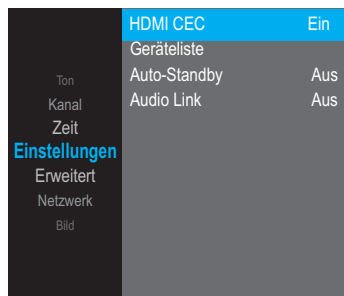 Ton
Kanal
Zeit
Einstellungen
Erweitert
Netzwerk
Bild
HDMI CEC Ein
Geräteliste
Auto-Standby Aus
Audio Link Aus